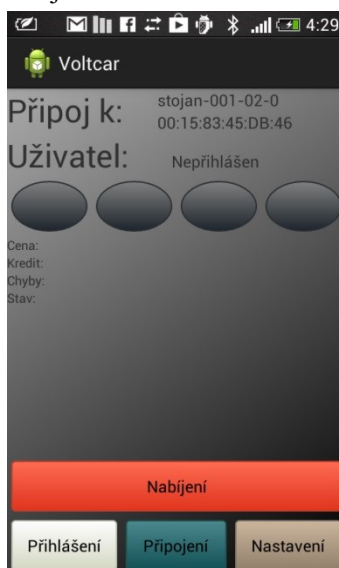 4:29
Voltcar
Připoj k:
stojan-001-02-0
00:15:83:45:DB:46
Uživatel:
Nepřihlášen
Cena:
Kredit:
Chyby:
Stav:
Nabíjení
Přihlášení
Připojení
Nastavení